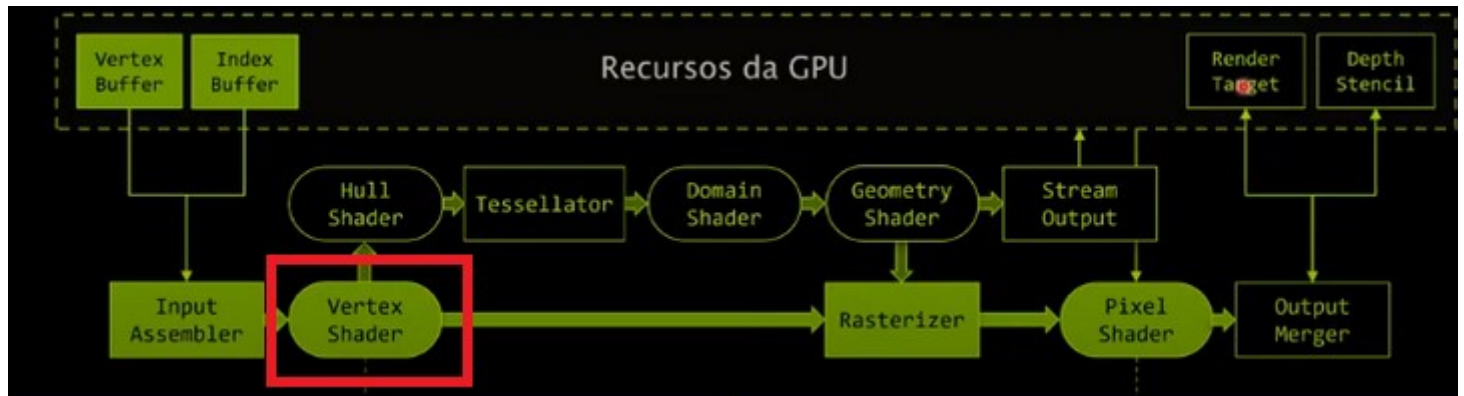 Vertex
Buffer
Index
Buffer
Recursos da GPU
Render
Target
Depth
Stencil
Hull
Shader
Tessellator
Domain
Shader
Geometry
Shader
Stream
Output
Input
Assembler
Vertex
Shader
Rasterizer
Pixel
Shader
Output
Merger